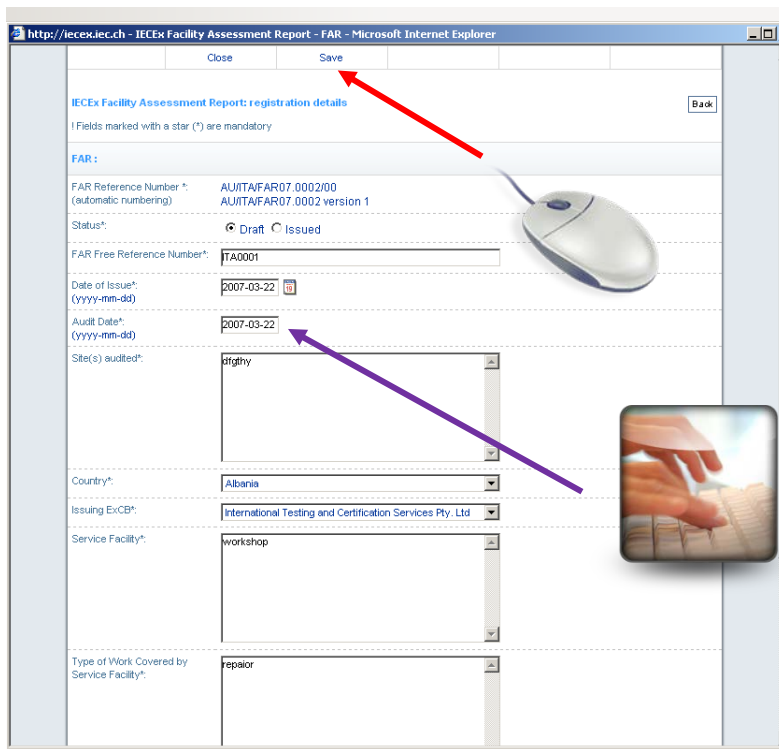 http://iecex.iec.ch - IECEx Facility Assessment Report - FAR - Microsoft Internet Explorer
Close Save
IECEx Facility Assessment Report: registration details Back
! Fields marked with a star (*) are mandatory
FAR :
FAR Reference Number *: AU/ITA/FAR07.0002/00
(automatic numbering) AU/ITA/FAR07.0002 version 1
Status*: Draft Issued
FAR Free Reference Number*: ITA0001
Date of Issue*: 2007-03-22
(yyyy-mm-dd)
Audit Date*: 2007-03-22
(yyyy-mm-dd)
Site(s) audited*: dfgthy
Country*: Albania
Issuing ExCB*: International Testing and Certification Services Pty. Ltd
Service Facility*: workshop
Type of Work Covered by repaior
Service Facility*: